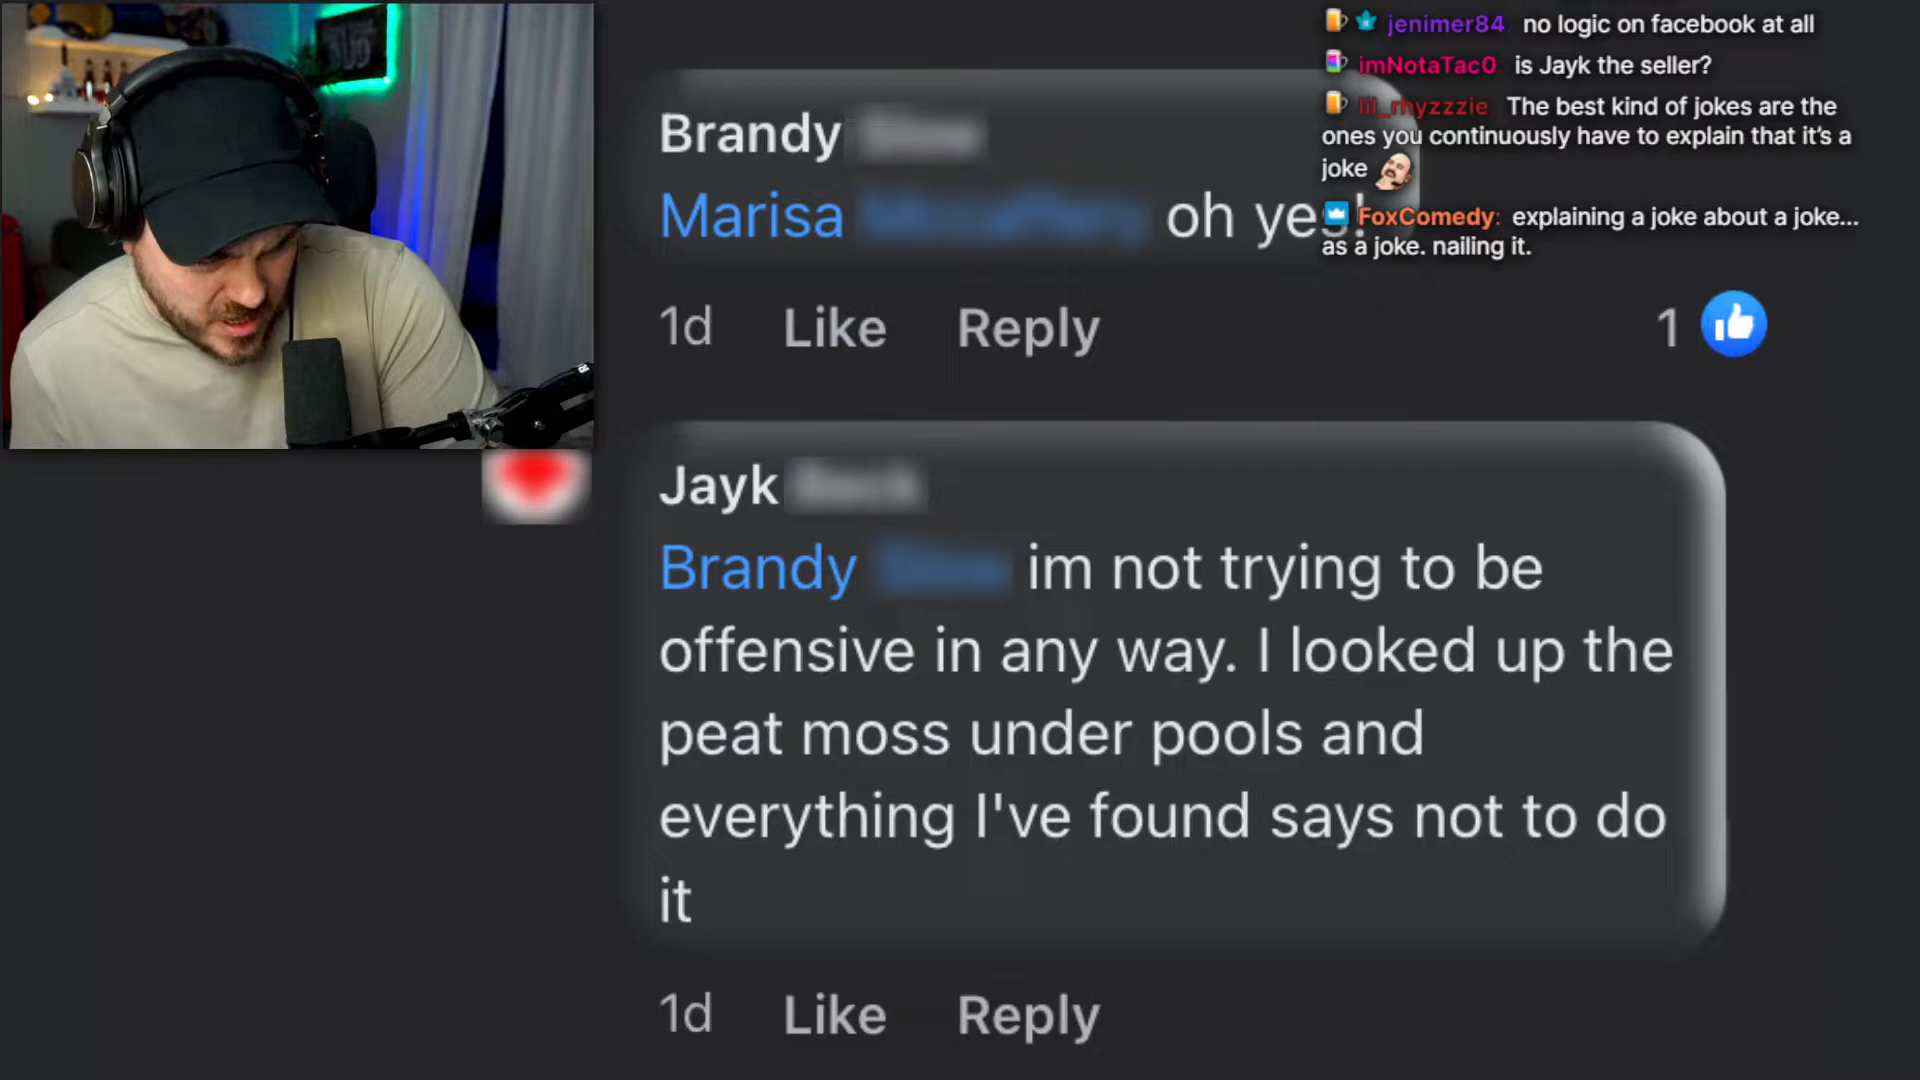 jenimer84 no logic on facebook at all
imNotaTac0 is Jayk the seller?
lil_rhyzzzie The best kind of jokes are the
ones you continuously have to explain that it's a
joke
FoxComedy: explaining a joke about a joke...
as a joke. nailing it.
Brandy
Marisa oh yes!
1d Like Reply 1
Jayk
Brandy im not trying to be
offensive in any way. I looked up the
peat moss under pools and
everything I've found says not to do
it
1d Like Reply